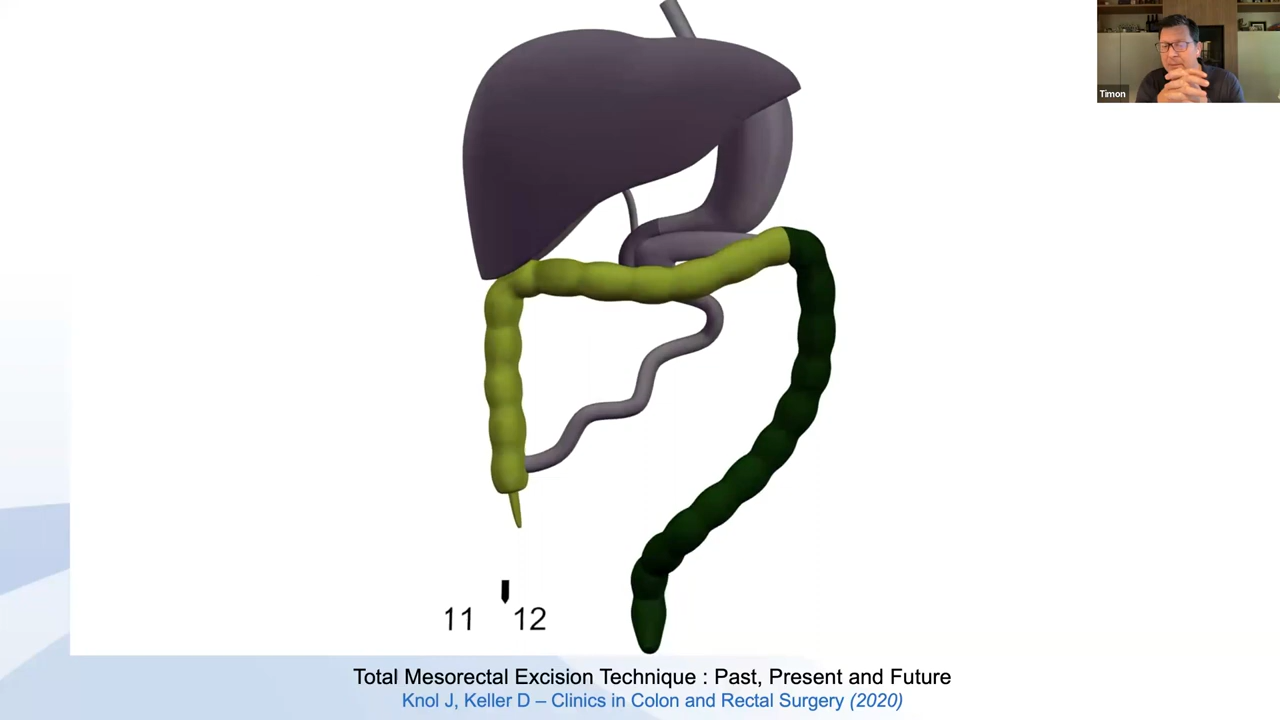 Timon
11 12
Total Mesorectal Excision Technique : Past, Present and Future
Knol J, Keller D – Clinics in Colon and Rectal Surgery (2020)